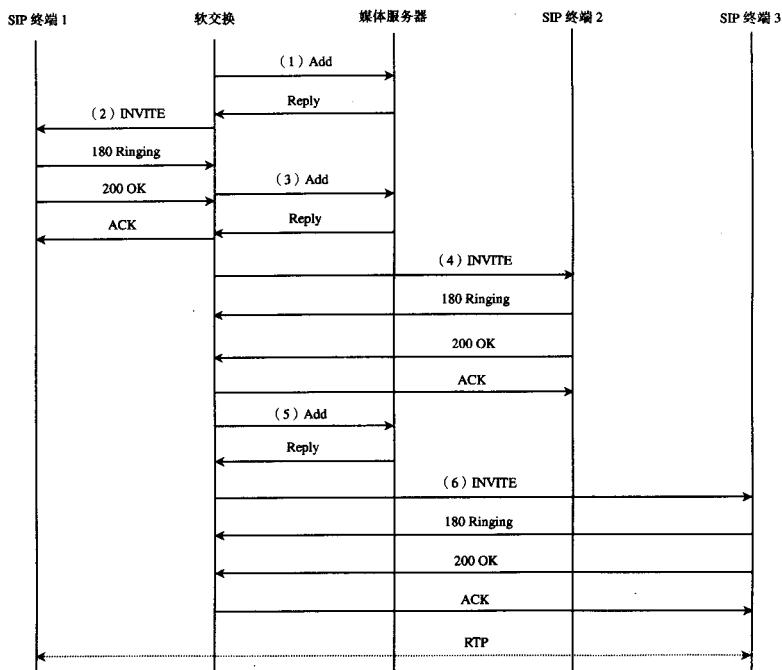 SIP 终端 1 软交换 媒体服务器 SIP 终端 2 SIP 终端 3
（1）Add
Reply
（2）INVITE
180 Ringing
200 OK
（3）Add
Reply
ACK
（4）INVITE
180 Ringing
200 OK
ACK
（5）Add
Reply
（6）INVITE
180 Ringing
200 OK
ACK
RTP